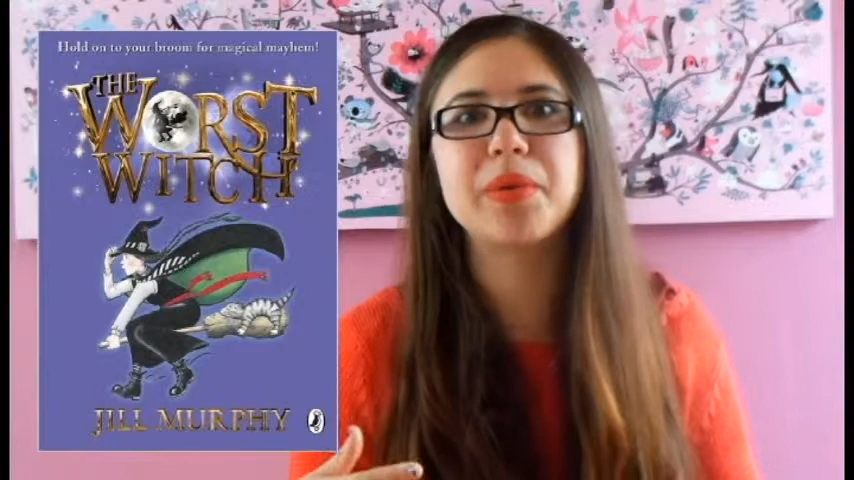 Hold on to your broom for magical mayhem!
THE
WORST
WITCH
JILL MURPHY